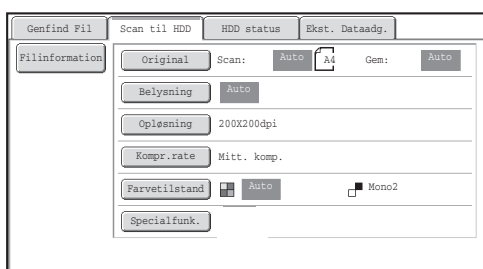 Genfind Fil Scan til HDD HDD status Ekst. Dataadg.
Filinformation Original Scan: Auto A4 Gem: Auto
Belysning Auto
Opløsning 200X200dpi
Kompr.rate Mitt. komp.
Farvetilstand Auto Mono2
Specialfunk.